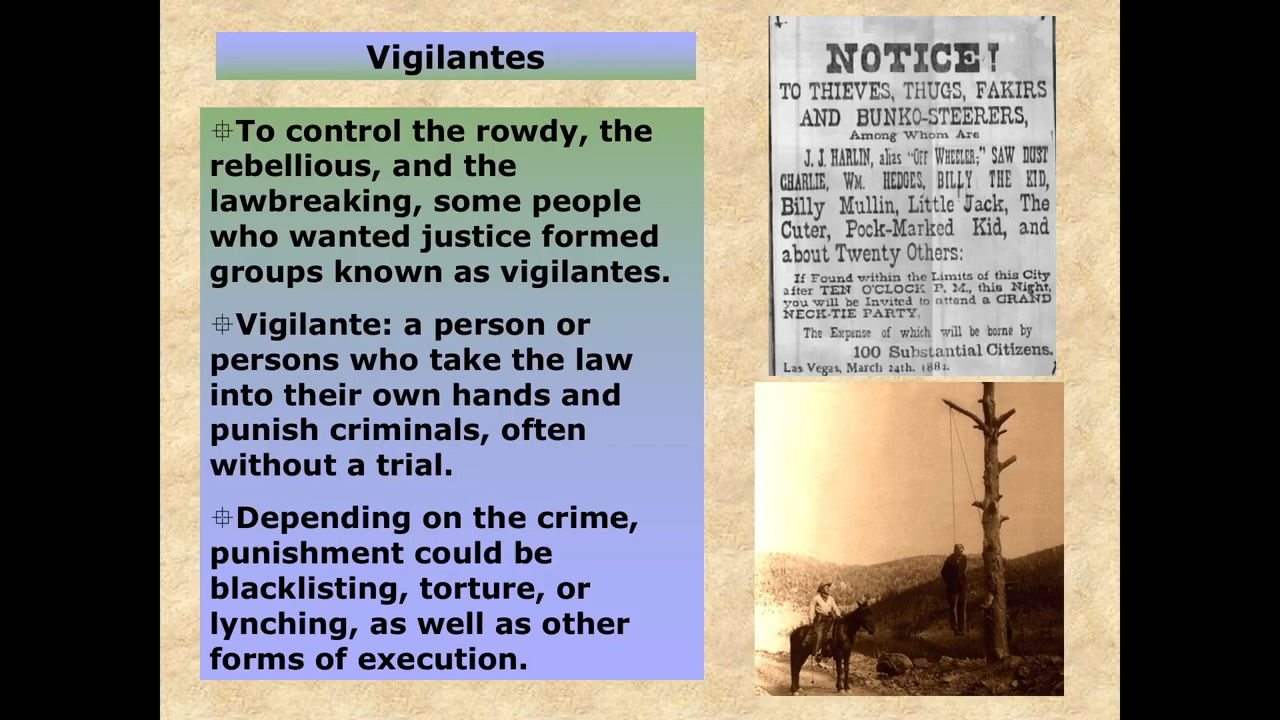 Vigilantes
To control the rowdy, the
rebellious, and the
lawbreaking, some people
who wanted justice formed
groups known as vigilantes.
Vigilante: a person or
persons who take the law
into their own hands and
punish criminals, often
without a trial.
Depending on the crime,
punishment could be
blacklisting, torture, or
lynching, as well as other
forms of execution.
NOTICE!
TO THIEVES, THUGS, FAKIRS
AND BUNKO-STEERERS,
Among Whom Are
J. J. HARLIN, alias "OFF WHEELER;" SAW DUST
CHARLIE, WM. HEDGES, BILLY THE KID,
Billy Mullin, Little Jack, The
Cuter, Pock-Marked Kid, and
about Twenty Others:
If Found within the Limits of this City
after TEN O'CLOCK P. M., this Night,
you will be Invited to attend a GRAND
NECK-TIE PARTY,
The Expense of which will be borne by
100 Substantial Citizens.
Las Vegas, March 24th.